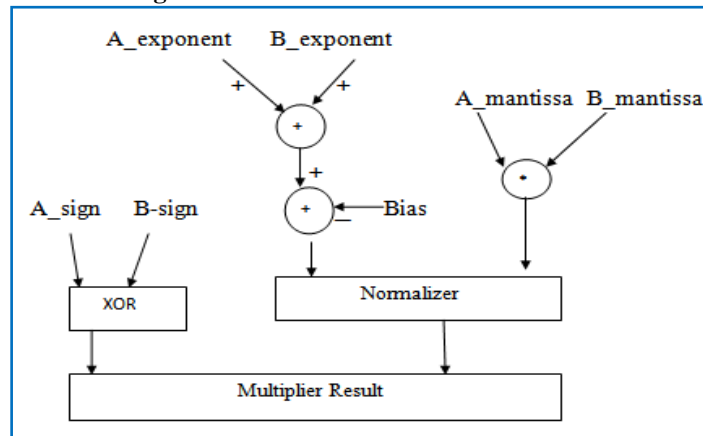 A_exponent B_exponent
+ +
A_mantissa B_mantissa
+
+
*
A_sign B-sign
+ _ Bias
XOR
Normalizer
Multiplier Result